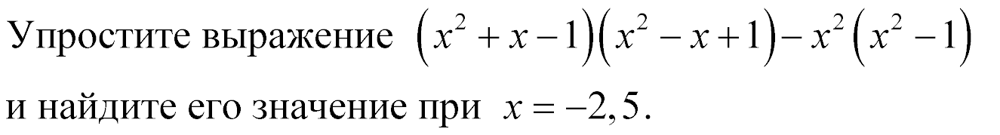 Упростите выражение (x² + x − 1)(x² − x + 1) − x²(x² − 1)
и найдите его значение при x = −2,5.